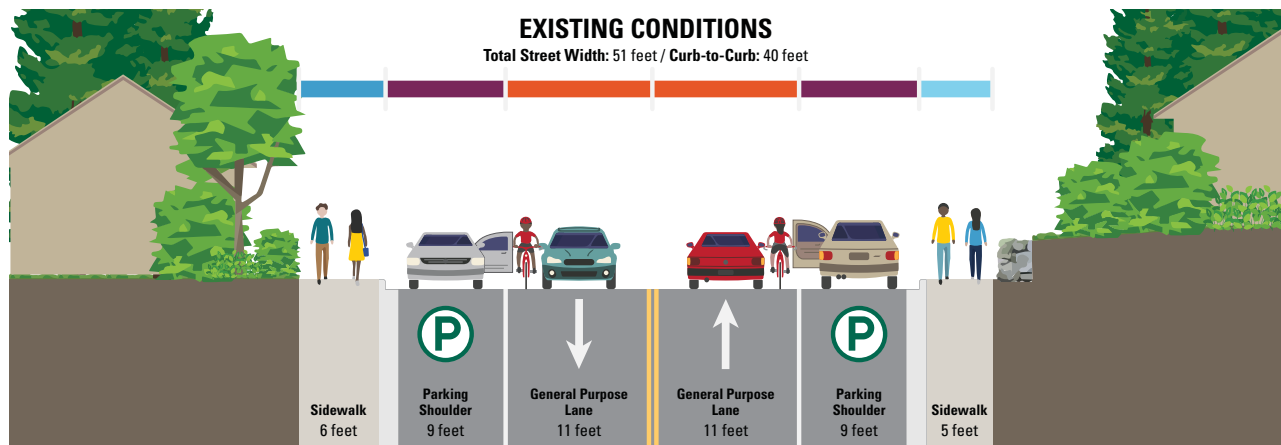 EXISTING CONDITIONS
Total Street Width: 51 feet / Curb-to-Curb: 40 feet
P
P
Sidewalk
6 feet
Parking
Shoulder
9 feet
General Purpose
Lane
11 feet
General Purpose
Lane
11 feet
Parking
Shoulder
9 feet
Sidewalk
5 feet